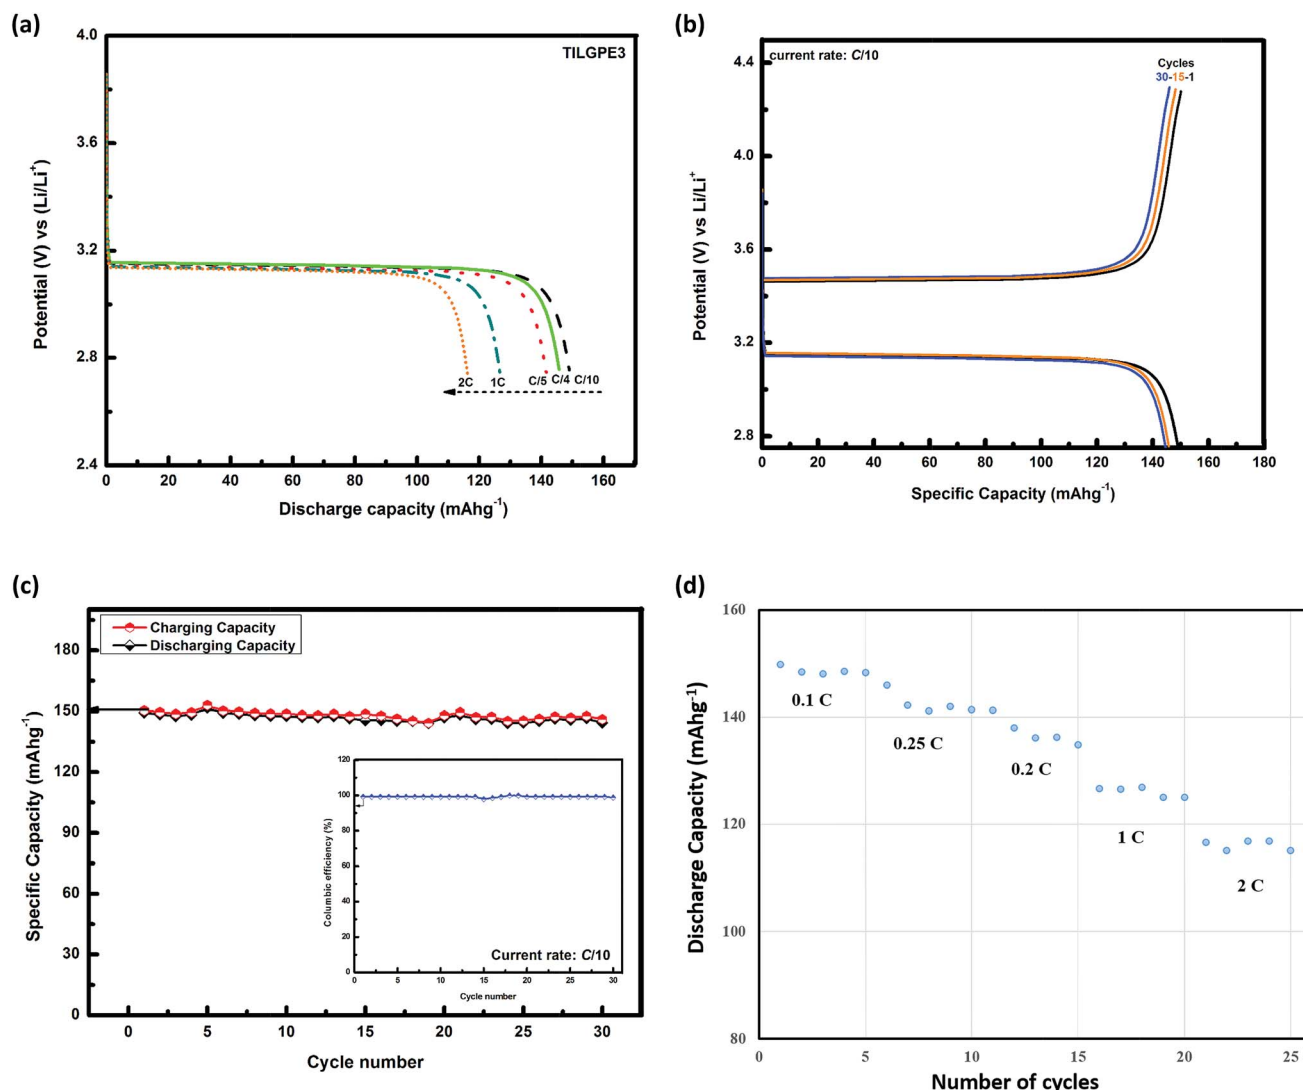 (a)
TILGPE3
4.0
3.6
3.2
2.8
2.4
Potential (V) vs (Li/Li+)
2C 1C C/5 C/4 C/10
0 20 40 60 80 100 120 140 160
Discharge capacity (mAhg-1)
(b)
current rate: C/10
Cycles
30-15-1
4.4
4.0
3.6
3.2
2.8
Potential (V) vs Li/Li+
0 20 40 60 80 100 120 140 160 180
Specific Capacity (mAhg-1)
(c)
Charging Capacity
Discharging Capacity
180
150
120
90
60
30
0
Specific Capacity (mAhg-1)
120
100
80
60
40
20
0
Columbic efficiency (%)
Current rate: C/10
0 5 10 15 20 25 30
Cycle number
0 5 10 15 20 25 30
Cycle number
(d)
160
140
120
100
80
Discharge Capacity (mAhg-1)
0.1 C
0.25 C
0.2 C
1 C
2 C
0 5 10 15 20 25
Number of cycles